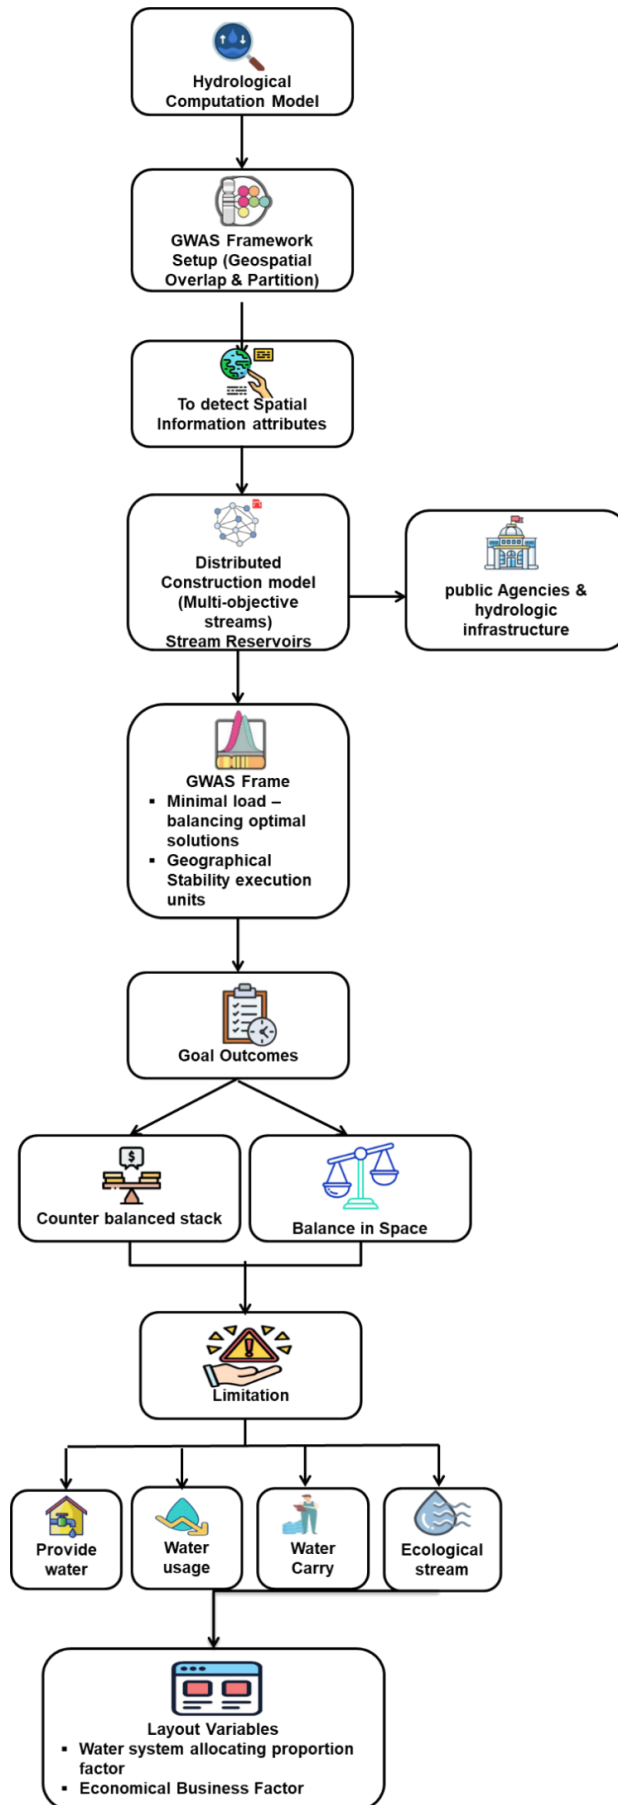 Hydrological
Computation Model
GWAS Framework
Setup (Geospatial
Overlap & Partition)
To detect Spatial
Information attributes
Distributed
Construction model
(Multi-objective
streams)
Stream Reservoirs
public Agencies &
hydrologic
infrastructure
GWAS Frame
▪ Minimal load –
balancing optimal
solutions
▪ Geographical
Stability execution
units
Goal Outcomes
$
Counter balanced stack
Balance in Space
Limitation
Provide
water
Water
usage
Water
Carry
Ecological
stream
Layout Variables
▪ Water system allocating proportion
factor
▪ Economical Business Factor